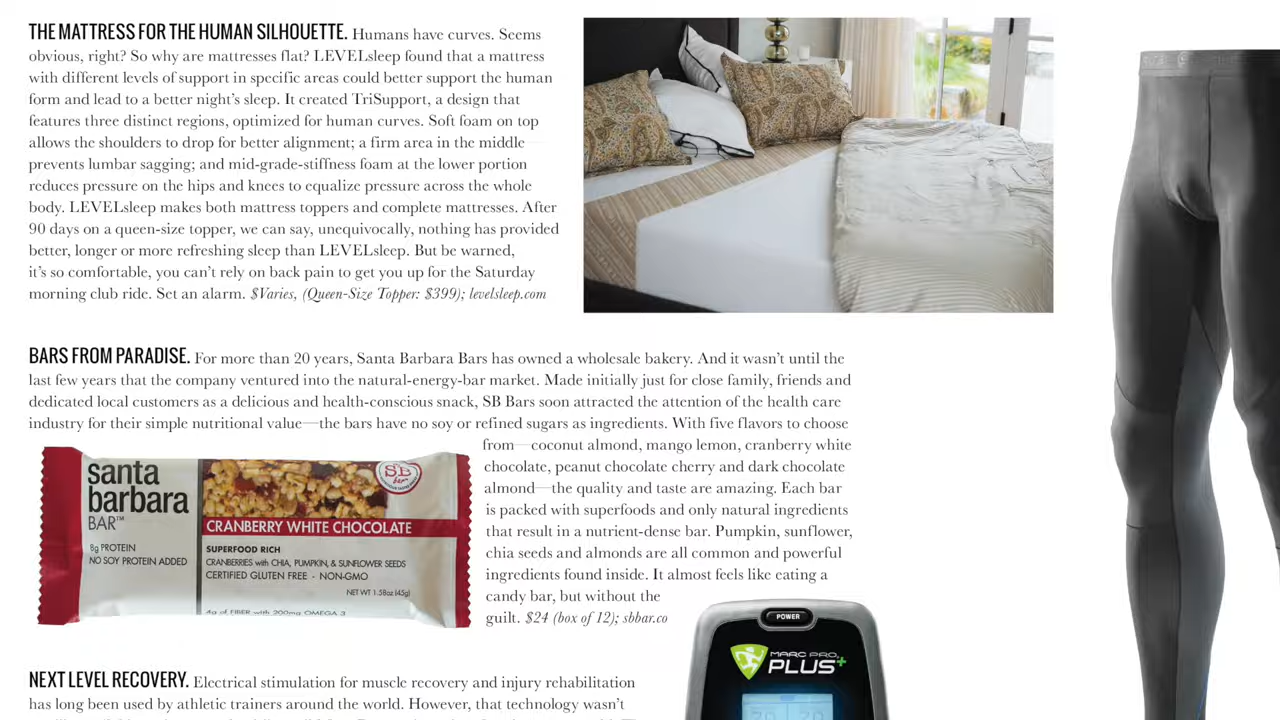 THE MATTRESS FOR THE HUMAN SILHOUETTE. Humans have curves. Seems
obvious, right? So why are mattresses flat? LEVELsleep found that a mattress
with different levels of support in specific areas could better support the human
form and lead to a better night's sleep. It created TriSupport, a design that
features three distinct regions, optimized for human curves. Soft foam on top
allows the shoulders to drop for better alignment; a firm area in the middle
prevents lumbar sagging; and mid-grade-stiffness foam at the lower portion
reduces pressure on the hips and knees to equalize pressure across the whole
body. LEVELsleep makes both mattress toppers and complete mattresses. After
90 days on a queen-size topper, we can say, unequivocally, nothing has provided
better, longer or more refreshing sleep than LEVELsleep. But be warned,
it's so comfortable, you can't rely on back pain to get you up for the Saturday
morning club ride. Set an alarm. $Varies, (Queen-Size Topper: $399); levelsleep.com
BARS FROM PARADISE. For more than 20 years, Santa Barbara Bars has owned a wholesale bakery. And it wasn't until the
last few years that the company ventured into the natural-energy-bar market. Made initially just for close family, friends and
dedicated local customers as a delicious and health-conscious snack, SB Bars soon attracted the attention of the health care
industry for their simple nutritional value—the bars have no soy or refined sugars as ingredients. With five flavors to choose
from—coconut almond, mango lemon, cranberry white
chocolate, peanut chocolate cherry and dark chocolate
almond—the quality and taste are amazing. Each bar
is packed with superfoods and only natural ingredients
that result in a nutrient-dense bar. Pumpkin, sunflower,
chia seeds and almonds are all common and powerful
ingredients found inside. It almost feels like eating a
candy bar, but without the
guilt. $24 (box of 12); sbbar.co
santa
barbara
BAR™
8g PROTEIN
NO SOY PROTEIN ADDED
SB
CRANBERRY WHITE CHOCOLATE
SUPERFOOD RICH
CRANBERRIES with CHIA, PUMPKIN, & SUNFLOWER SEEDS
CERTIFIED GLUTEN FREE - NON-GMO
NET WT 1.58oz (45g)
4g of FIBER with 200mg OMEGA 3
POWER
MARC PRO
PLUS+
NEXT LEVEL RECOVERY. Electrical stimulation for muscle recovery and injury rehabilitation
has long been used by athletic trainers around the world. However, that technology wasn't